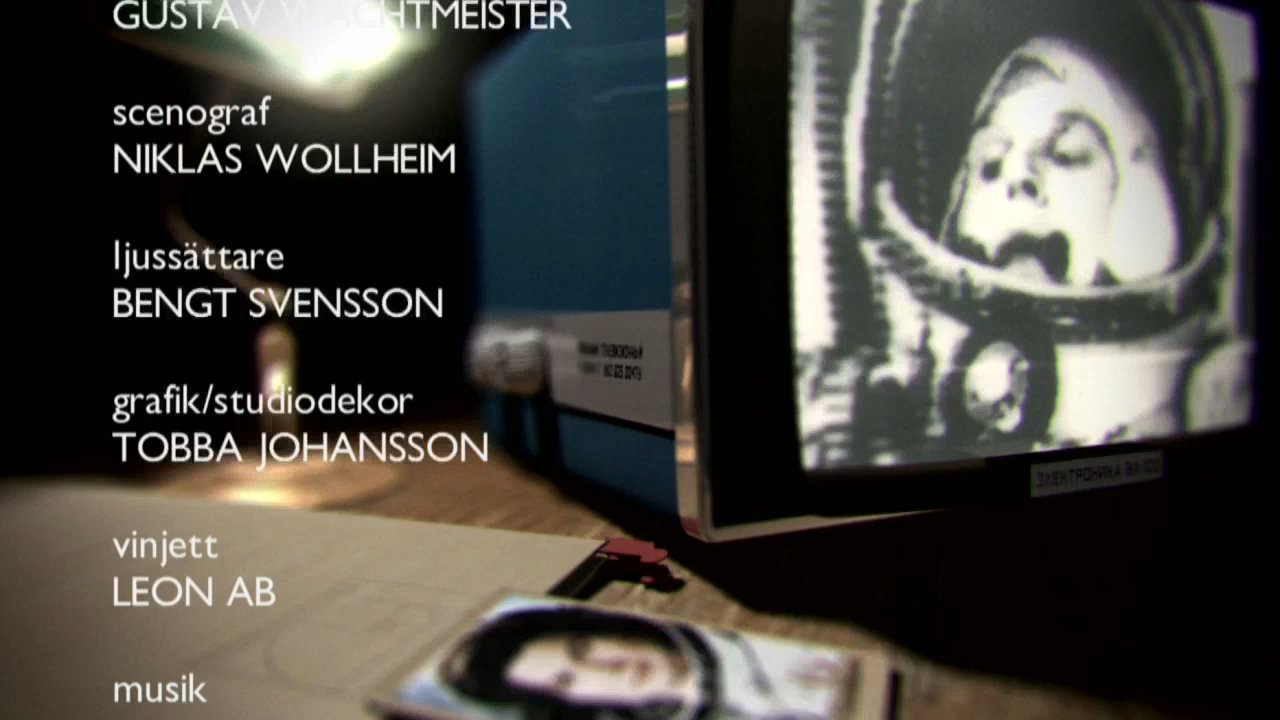 GUSTAV WACHTMEISTER
scenograf
NIKLAS WOLLHEIM
ljussättare
BENGT SVENSSON
grafik/studiodekor
TOBBA JOHANSSON
vinjett
LEON AB
musik
ЭЛЕКТРОНИКА